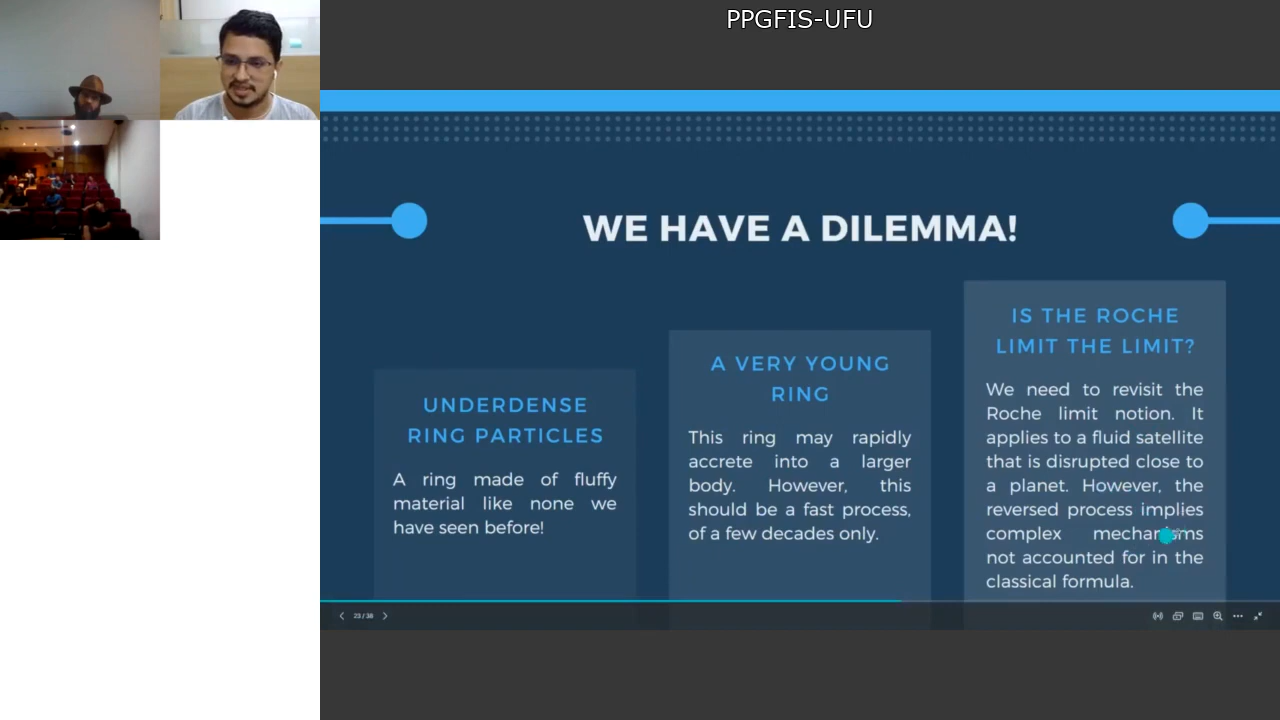 PPGFIS-UFU
WE HAVE A DILEMMA!
UNDERDENSE
RING PARTICLES
A ring made of fluffy
material like none we
have seen before!
A VERY YOUNG
RING
This ring may rapidly
accrete into a larger
body. However, this
should be a fast process,
of a few decades only.
IS THE ROCHE
LIMIT THE LIMIT?
We need to revisit the
Roche limit notion. It
applies to a fluid satellite
that is disrupted close to
a planet. However, the
reversed process implies
complex mechanisms
not accounted for in the
classical formula.
23 / 38